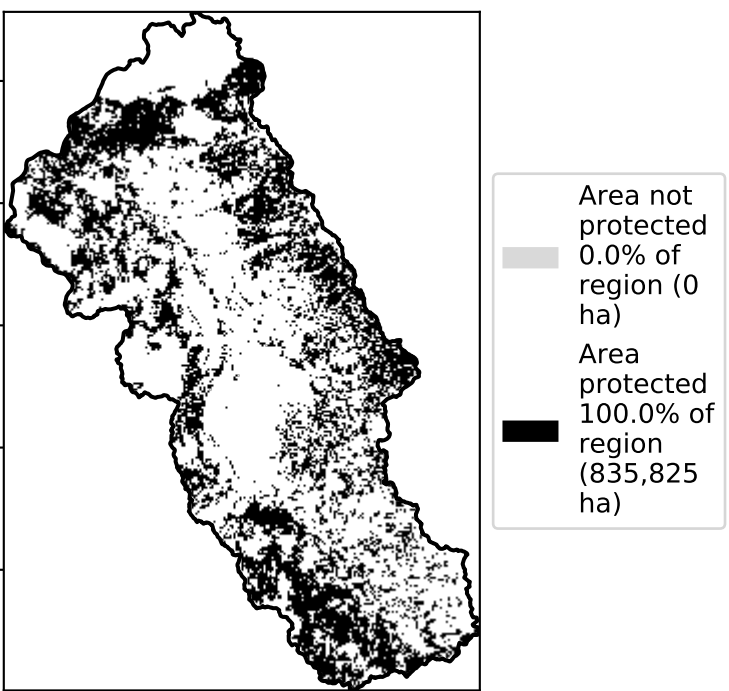 Area not
protected
0.0% of
region (0
ha)
Area
protected
100.0% of
region
(835,825
ha)